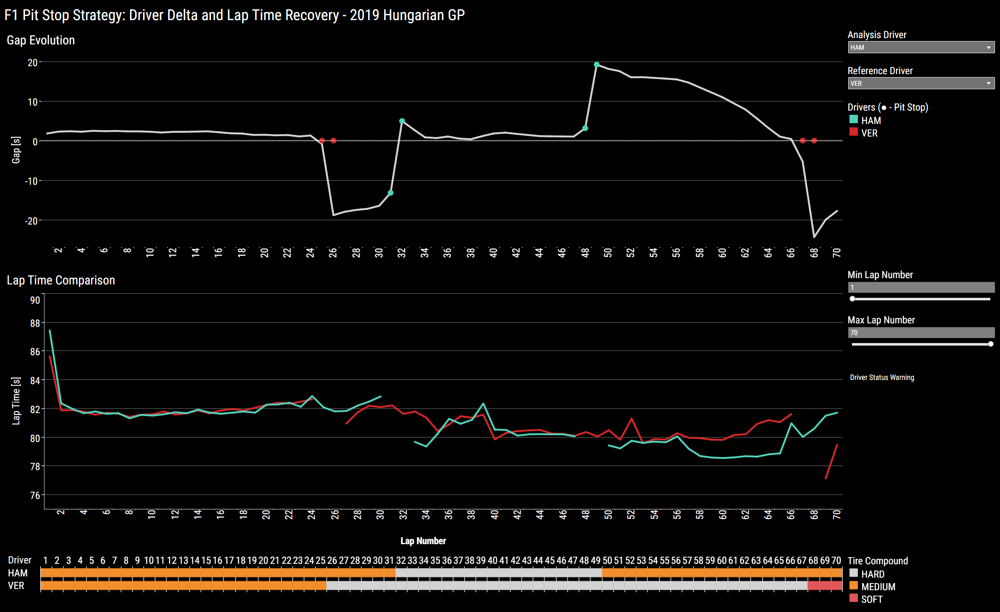 F1 Pit Stop Strategy: Driver Delta and Lap Time Recovery - 2019 Hungarian GP
Gap Evolution
Gap [s]
20
10
0
-10
-20
2 4 6 8 10 12 14 16 18 20 22 24 26 28 30 32 34 36 38 40 42 44 46 48 50 52 54 56 58 60 62 64 66 68 70
Analysis Driver
HAM
Reference Driver
VER
Drivers (● - Pit Stop)
HAM
VER
Lap Time Comparison
Lap Time [s]
90
88
86
84
82
80
78
76
2 4 6 8 10 12 14 16 18 20 22 24 26 28 30 32 34 36 38 40 42 44 46 48 50 52 54 56 58 60 62 64 66 68 70
Lap Number
Min Lap Number
1
Max Lap Number
70
Driver Status Warning
Driver 1 2 3 4 5 6 7 8 9 10 11 12 13 14 15 16 17 18 19 20 21 22 23 24 25 26 27 28 29 30 31 32 33 34 35 36 37 38 39 40 41 42 43 44 45 46 47 48 49 50 51 52 53 54 55 56 57 58 59 60 61 62 63 64 65 66 67 68 69 70
HAM
VER
Tire Compound
HARD
MEDIUM
SOFT